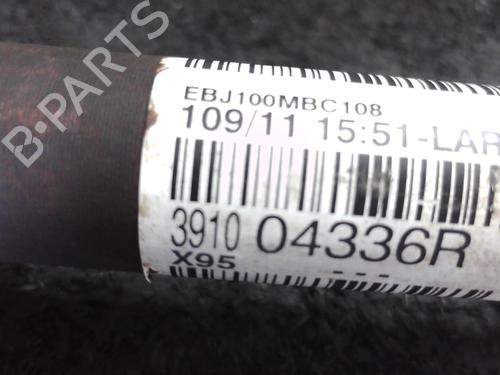 B-PARTS
EBJ100MBC108
109/11 15:51-LAR
3910 04336R
X95 ---